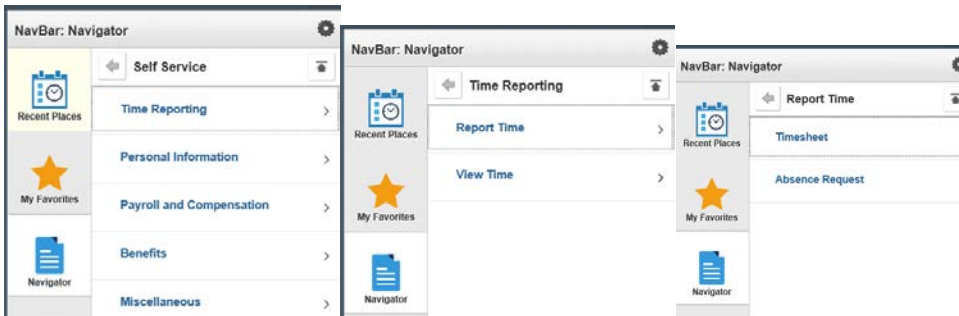 NavBar: Navigator
Self Service
Recent Places
Time Reporting
Personal Information
My Favorites
Payroll and Compensation
Benefits
Navigator
Miscellaneous
NavBar: Navigator
Time Reporting
Recent Places
Report Time
View Time
My Favorites
Navigator
NavBar: Navigator
Report Time
Recent Places
Timesheet
Absence Request
My Favorites
Navigator